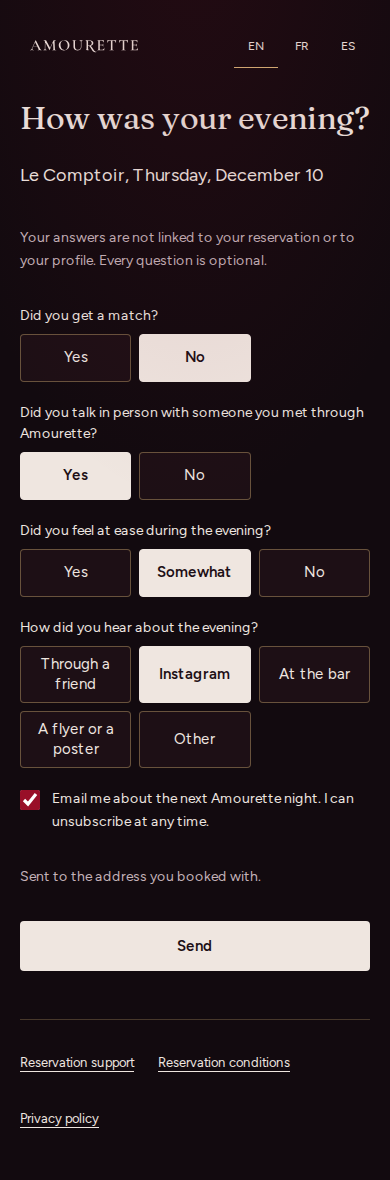 AMOURETTE
EN FR ES
How was your evening?
Le Comptoir, Thursday, December 10
Your answers are not linked to your reservation or to
your profile. Every question is optional.
Did you get a match?
Yes No
Did you talk in person with someone you met through
Amourette?
Yes No
Did you feel at ease during the evening?
Yes Somewhat No
How did you hear about the evening?
Through a
friend
Instagram
At the bar
A flyer or a
poster
Other
Email me about the next Amourette night. I can
unsubscribe at any time.
Sent to the address you booked with.
Send
Reservation support Reservation conditions
Privacy policy